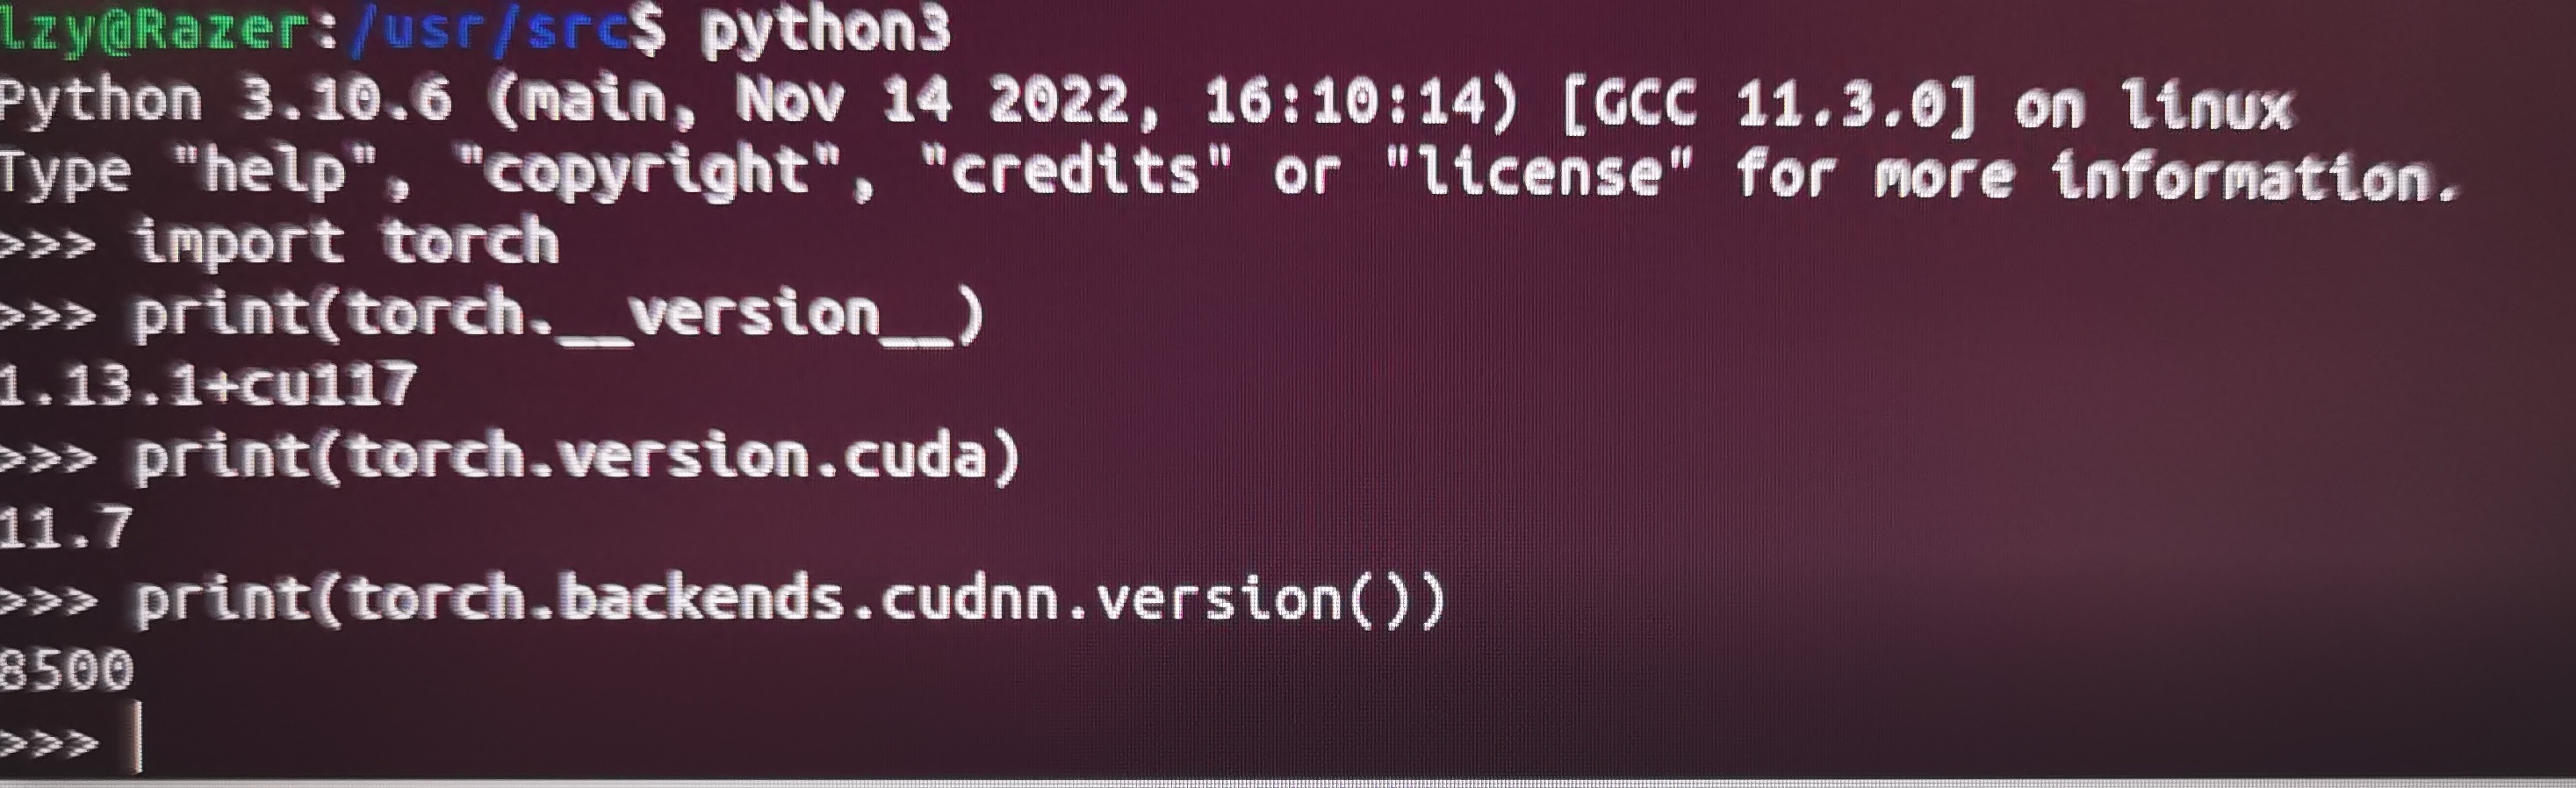 lzy@Razer:/usr/src$ python3
Python 3.10.6 (main, Nov 14 2022, 16:10:14) [GCC 11.3.0] on linux
Type "help", "copyright", "credits" or "license" for more information.
>>> import torch
>>> print(torch.__version__)
1.13.1+cu117
>>> print(torch.version.cuda)
11.7
>>> print(torch.backends.cudnn.version())
8500
>>>